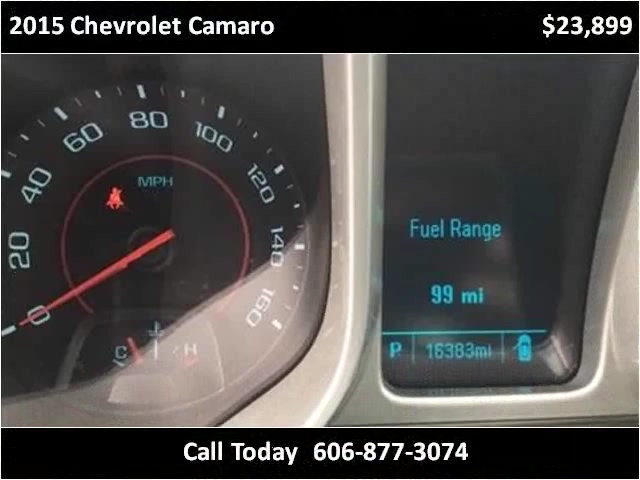 2015 Chevrolet Camaro $23,899
80
60 100
MPH
40 120
Fuel Range
20 140
99 mi
0 160
C H
P 16383mi
Call Today 606-877-3074